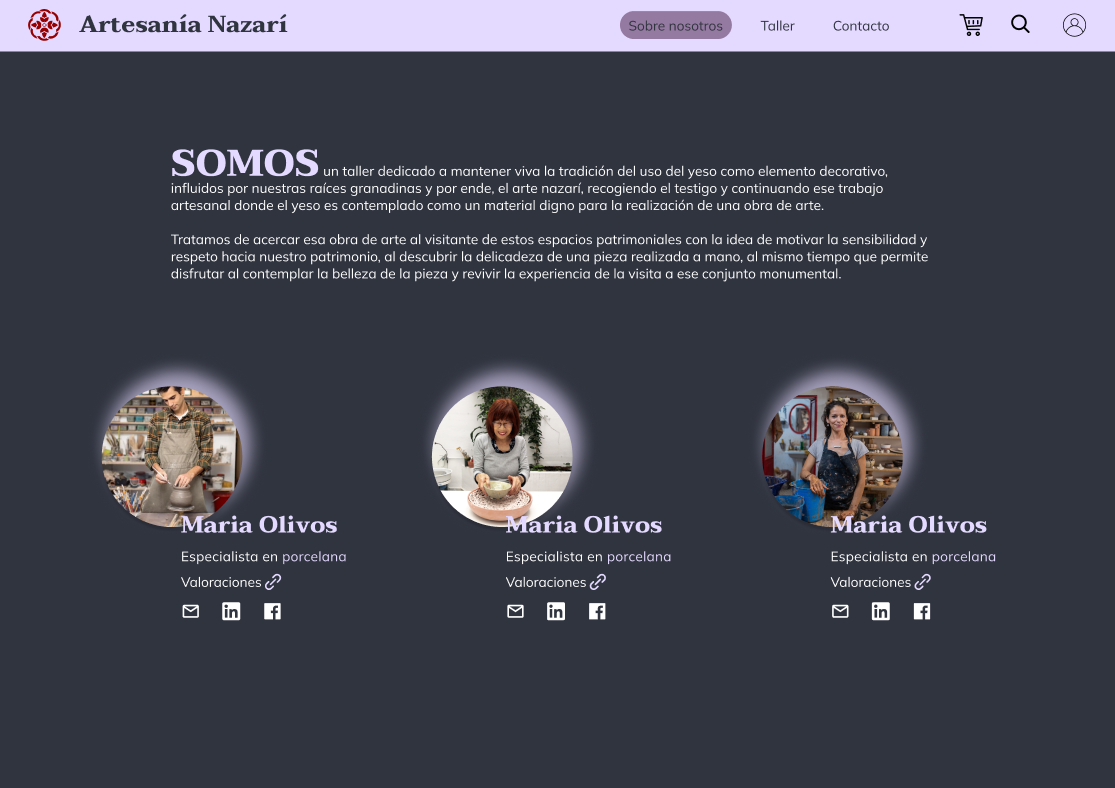 Artesanía Nazarí
Sobre nosotros
Taller
Contacto
SOMOS un taller dedicado a mantener viva la tradición del uso del yeso como elemento decorativo,
influidos por nuestras raíces granadinas y por ende, el arte nazarí, recogiendo el testigo y continuando ese trabajo
artesanal donde el yeso es contemplado como un material digno para la realización de una obra de arte.
Tratamos de acercar esa obra de arte al visitante de estos espacios patrimoniales con la idea de motivar la sensibilidad y
respeto hacia nuestro patrimonio, al descubrir la delicadeza de una pieza realizada a mano, al mismo tiempo que permite
disfrutar al contemplar la belleza de la pieza y revivir la experiencia de la visita a ese conjunto monumental.
Maria Olivos
Especialista en porcelana
Valoraciones
in
Maria Olivos
Especialista en porcelana
Valoraciones
in
Maria Olivos
Especialista en porcelana
Valoraciones
in